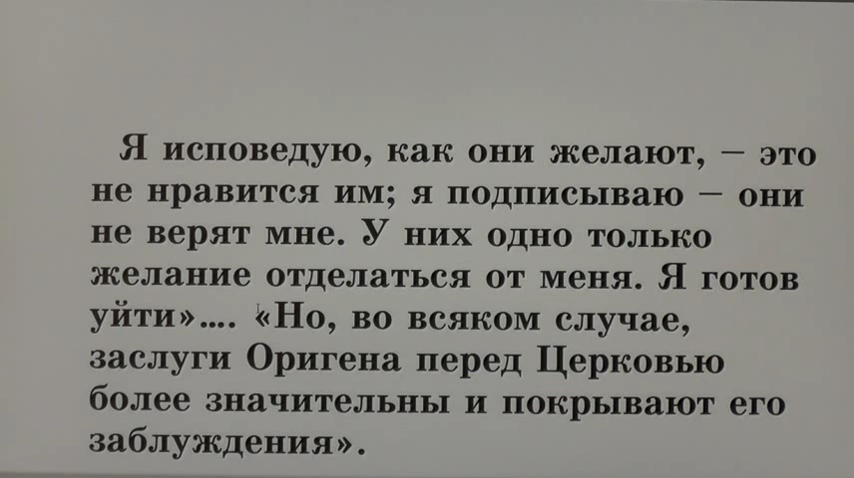 Я исповедую, как они желают, – это
не нравится им; я подписываю – они
не верят мне. У них одно только
желание отделаться от меня. Я готов
уйти»…. «Но, во всяком случае,
заслуги Оригена перед Церковью
более значительны и покрывают его
заблуждения».